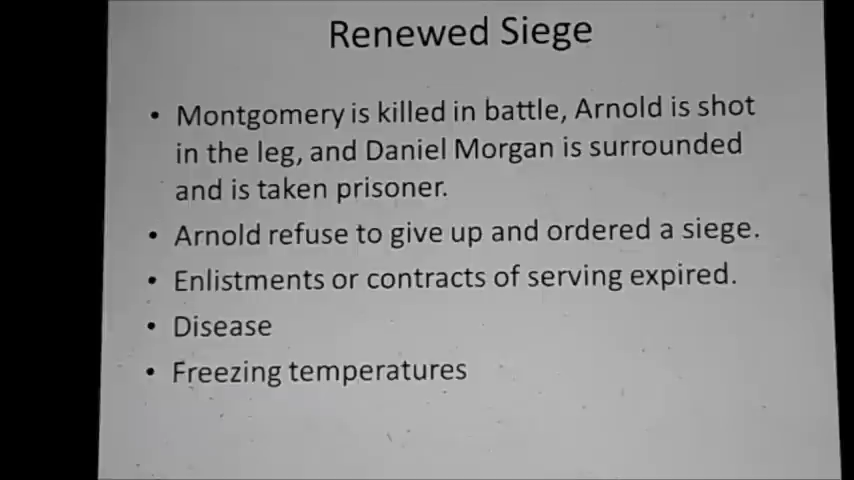 Renewed Siege
• Montgomery is killed in battle, Arnold is shot
in the leg, and Daniel Morgan is surrounded
and is taken prisoner.
• Arnold refuse to give up and ordered a siege.
• Enlistments or contracts of serving expired.
• Disease
• Freezing temperatures